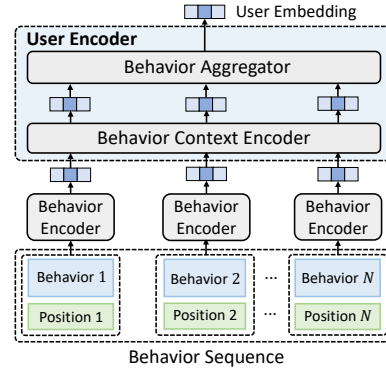 User Embedding
User Encoder
Behavior Aggregator
Behavior Context Encoder
Behavior Encoder
Behavior Encoder
Behavior Encoder
Behavior 1
Behavior 2
...
Behavior N
Position 1
Position 2
...
Position N
Behavior Sequence